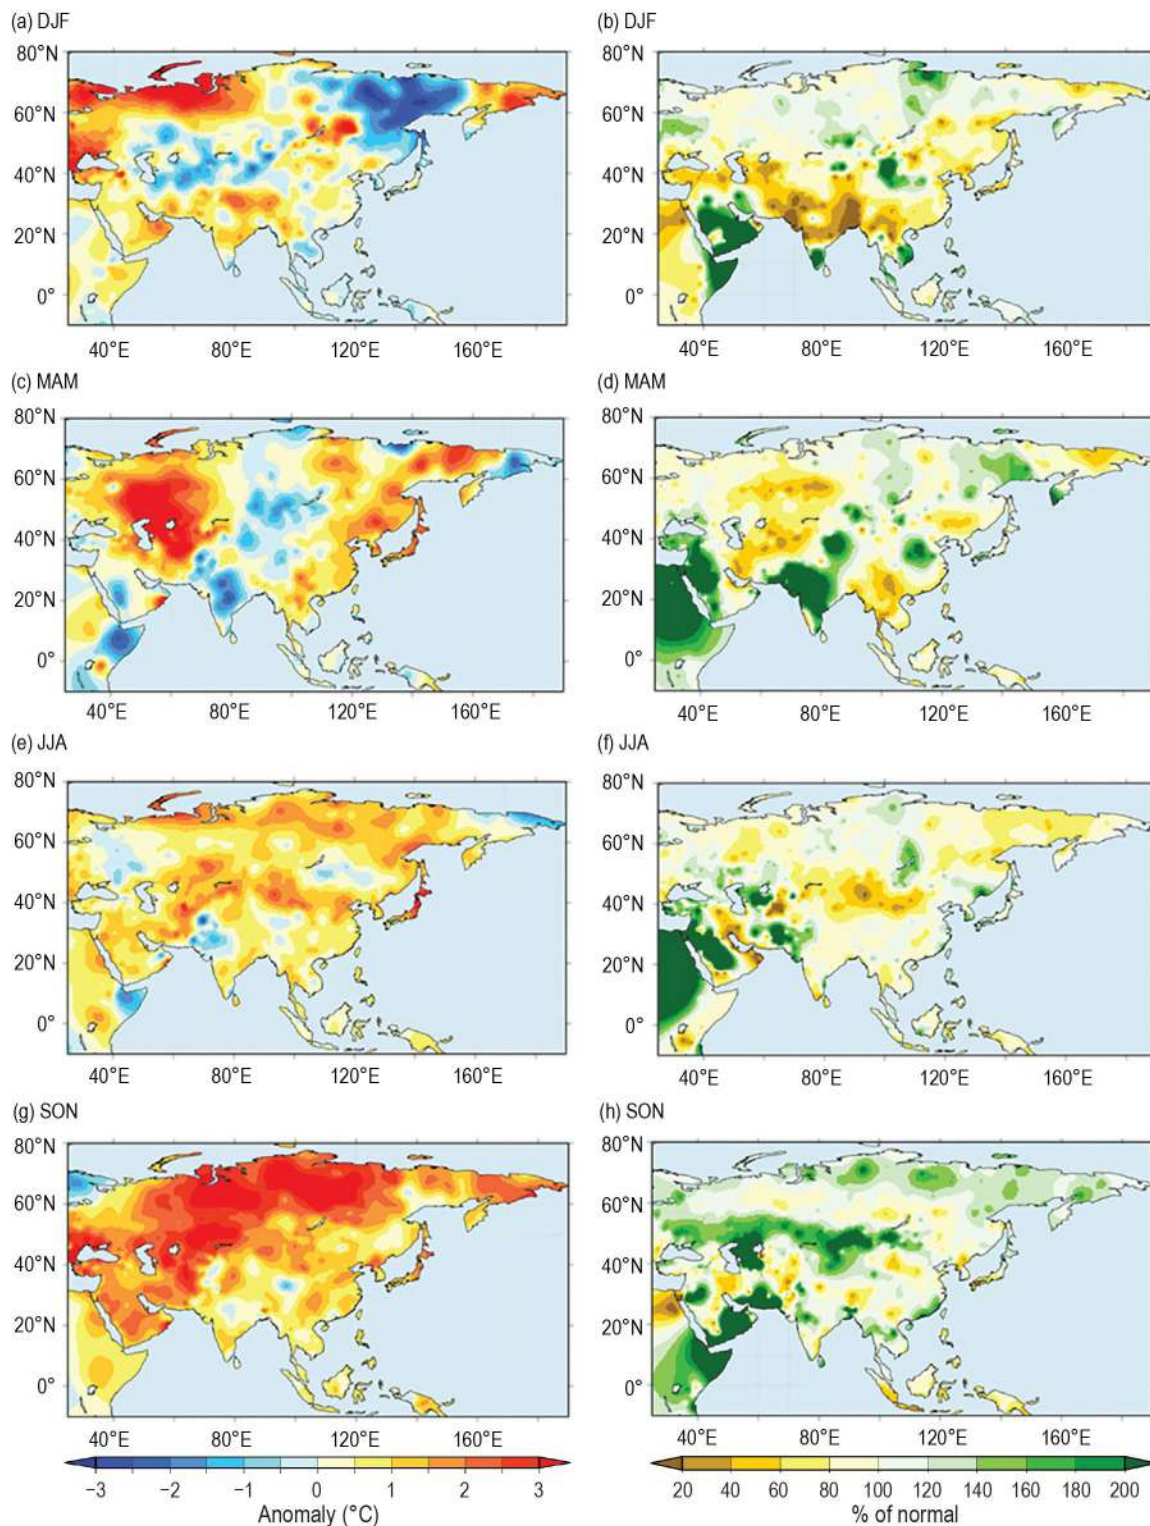 (a) DJF
(b) DJF
80°N
60°N
40°N
20°N
0°
40°E 80°E 120°E 160°E
80°N
60°N
40°N
20°N
0°
40°E 80°E 120°E 160°E
(c) MAM
(d) MAM
80°N
60°N
40°N
20°N
0°
40°E 80°E 120°E 160°E
80°N
60°N
40°N
20°N
0°
40°E 80°E 120°E 160°E
(e) JJA
(f) JJA
80°N
60°N
40°N
20°N
0°
40°E 80°E 120°E 160°E
80°N
60°N
40°N
20°N
0°
40°E 80°E 120°E 160°E
(g) SON
(h) SON
80°N
60°N
40°N
20°N
0°
40°E 80°E 120°E 160°E
80°N
60°N
40°N
20°N
0°
40°E 80°E 120°E 160°E
−3 −2 −1 0 1 2 3
Anomaly (°C)
20 40 60 80 100 120 140 160 180 200
% of normal